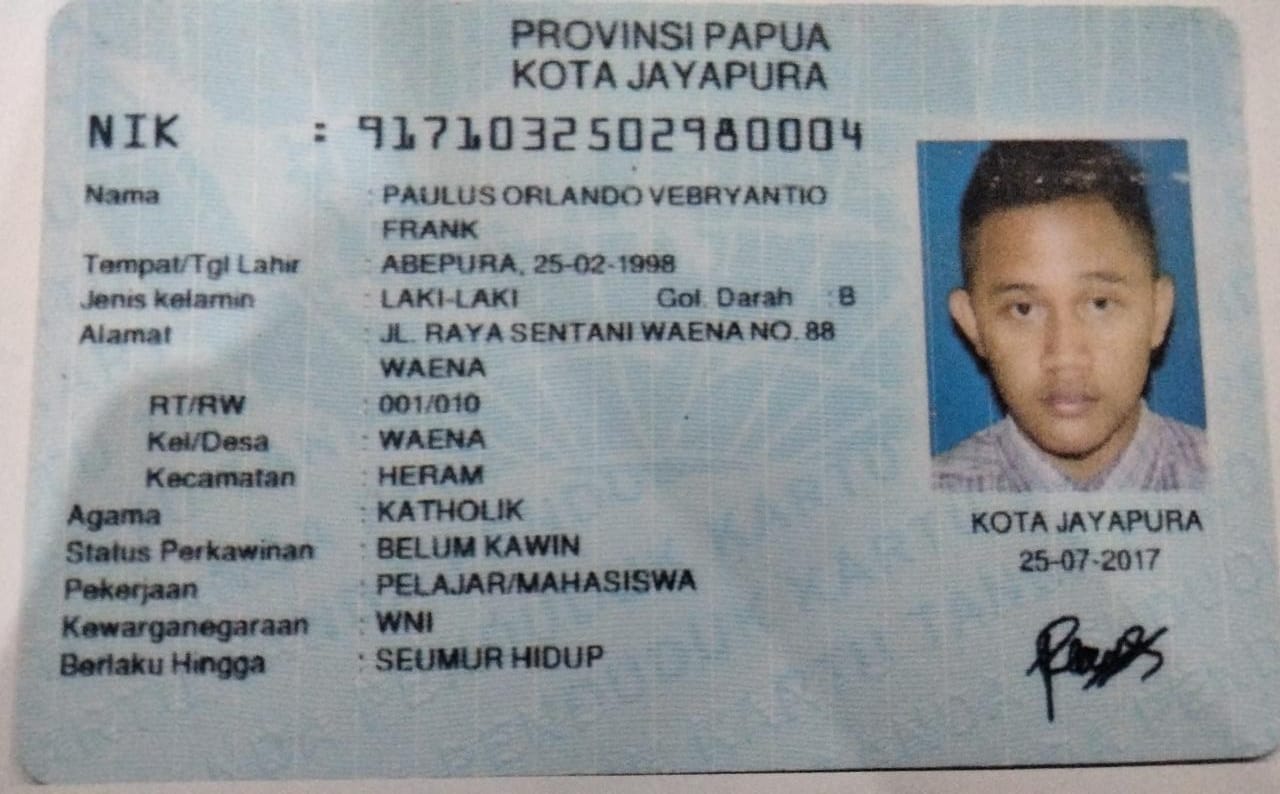 PROVINSI PAPUA
KOTA JAYAPURA
NIK : 9171032502980004
Nama : PAULUS ORLANDO VEBRYANTIO
FRANK
Tempat/Tgl Lahir : ABEPURA, 25-02-1998
Jenis kelamin : LAKI-LAKI Gol. Darah : B
Alamat : JL. RAYA SENTANI WAENA NO. 88
WAENA
RT/RW : 001/010
Kel/Desa : WAENA
Kecamatan : HERAM
Agama : KATHOLIK
Status Perkawinan : BELUM KAWIN
Pekerjaan : PELAJAR/MAHASISWA
Kewarganegaraan : WNI
Berlaku Hingga : SEUMUR HIDUP
KOTA JAYAPURA
25-07-2017